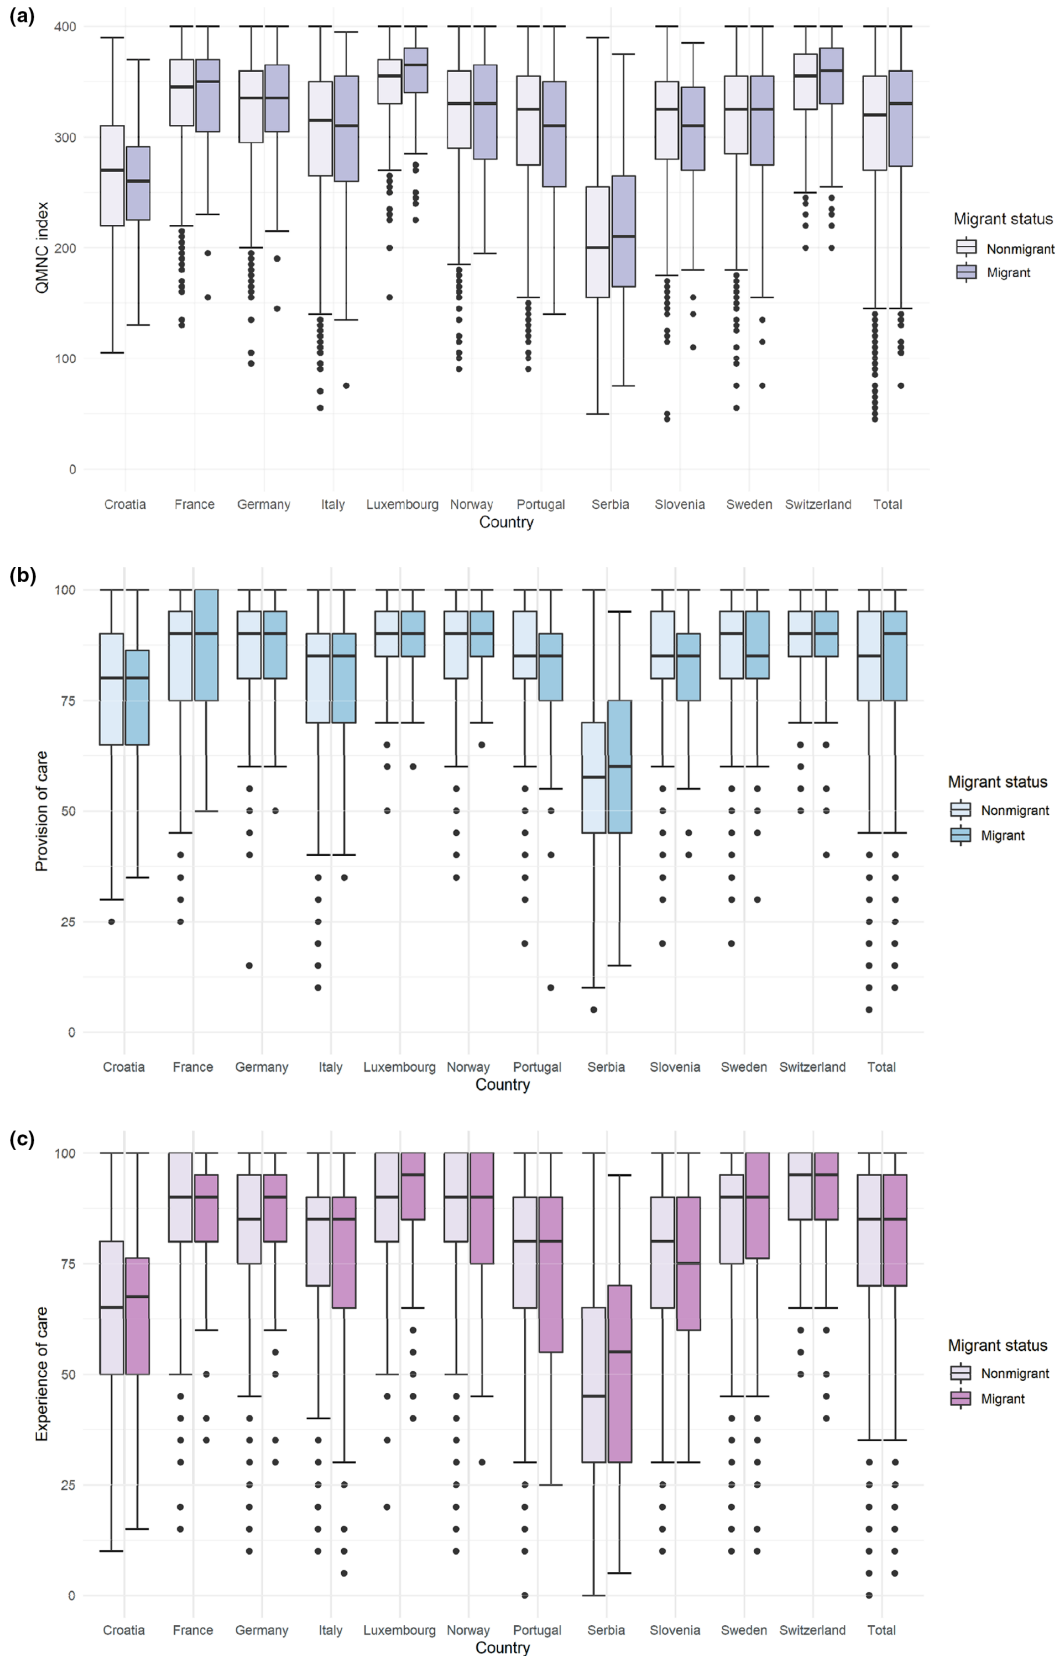 (a)
400
300
200
100
0
QMNC index
Croatia France Germany Italy Luxembourg Norway Portugal Serbia Slovenia Sweden Switzerland Total
Country
Migrant status
Nonmigrant
Migrant
(b)
100
75
50
25
0
Provision of care
Croatia France Germany Italy Luxembourg Norway Portugal Serbia Slovenia Sweden Switzerland Total
Country
Migrant status
Nonmigrant
Migrant
(c)
100
75
50
25
0
Experience of care
Croatia France Germany Italy Luxembourg Norway Portugal Serbia Slovenia Sweden Switzerland Total
Country
Migrant status
Nonmigrant
Migrant